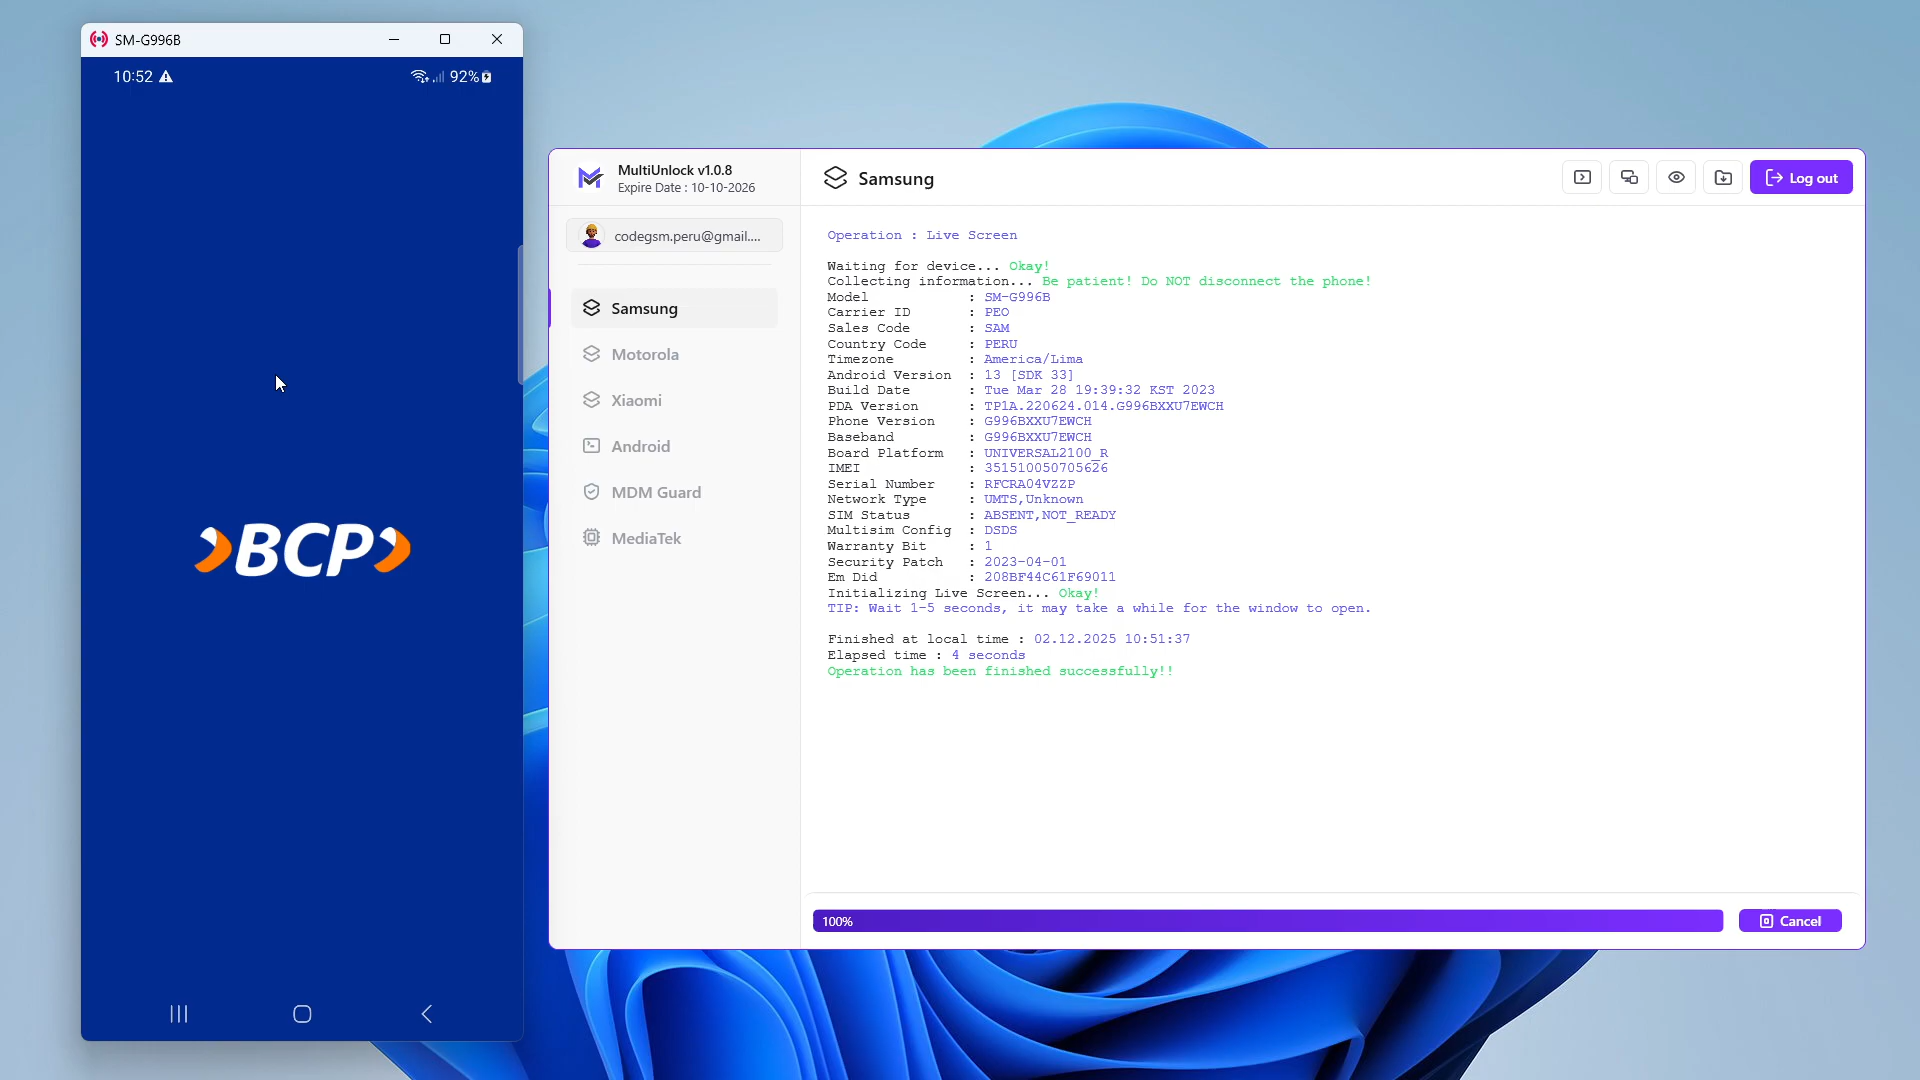 SM-G996B
10:52
92%
BCP
MultiUnlock v1.0.8
Expire Date : 10-10-2026
codegsm.peru@gmail....
Samsung
Motorola
Xiaomi
Android
MDM Guard
MediaTek
Samsung
Log out
Operation : Live Screen
Waiting for device... Okay!
Collecting information... Be patient! Do NOT disconnect the phone!
Model : SM-G996B
Carrier ID : PEO
Sales Code : SAM
Country Code : PERU
Timezone : America/Lima
Android Version : 13 [SDK 33]
Build Date : Tue Mar 28 19:39:32 KST 2023
PDA Version : TP1A.220624.014.G996BXXU7EWCH
Phone Version : G996BXXU7EWCH
Baseband : G996BXXU7EWCH
Board Platform : UNIVERSAL2100_R
IMEI : 351510050705626
Serial Number : RFCRA04VZZP
Network Type : UMTS,Unknown
SIM Status : ABSENT,NOT_READY
Multisim Config : DSDS
Warranty Bit : 1
Security Patch : 2023-04-01
Em Did : 208BF44C61F69011
Initializing Live Screen... Okay!
TIP: Wait 1-5 seconds, it may take a while for the window to open.
Finished at local time : 02.12.2025 10:51:37
Elapsed time : 4 seconds
Operation has been finished successfully!!
100%
Cancel